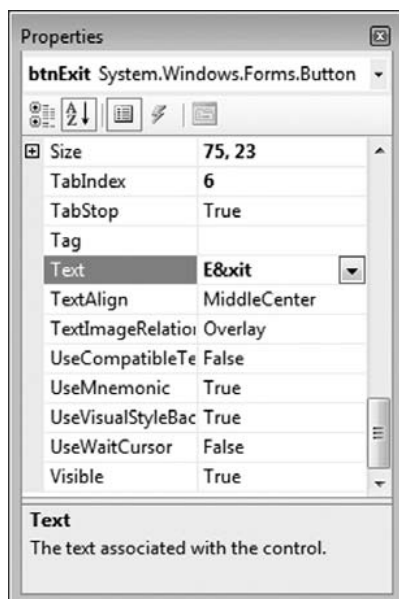 Properties
btnExit System.Windows.Forms.Button
Size 75, 23
TabIndex 6
TabStop True
Tag
Text E&xit
TextAlign MiddleCenter
TextImageRelation Overlay
UseCompatibleTe False
UseMnemonic True
UseVisualStyleBac True
UseWaitCursor False
Visible True
Text
The text associated with the control.